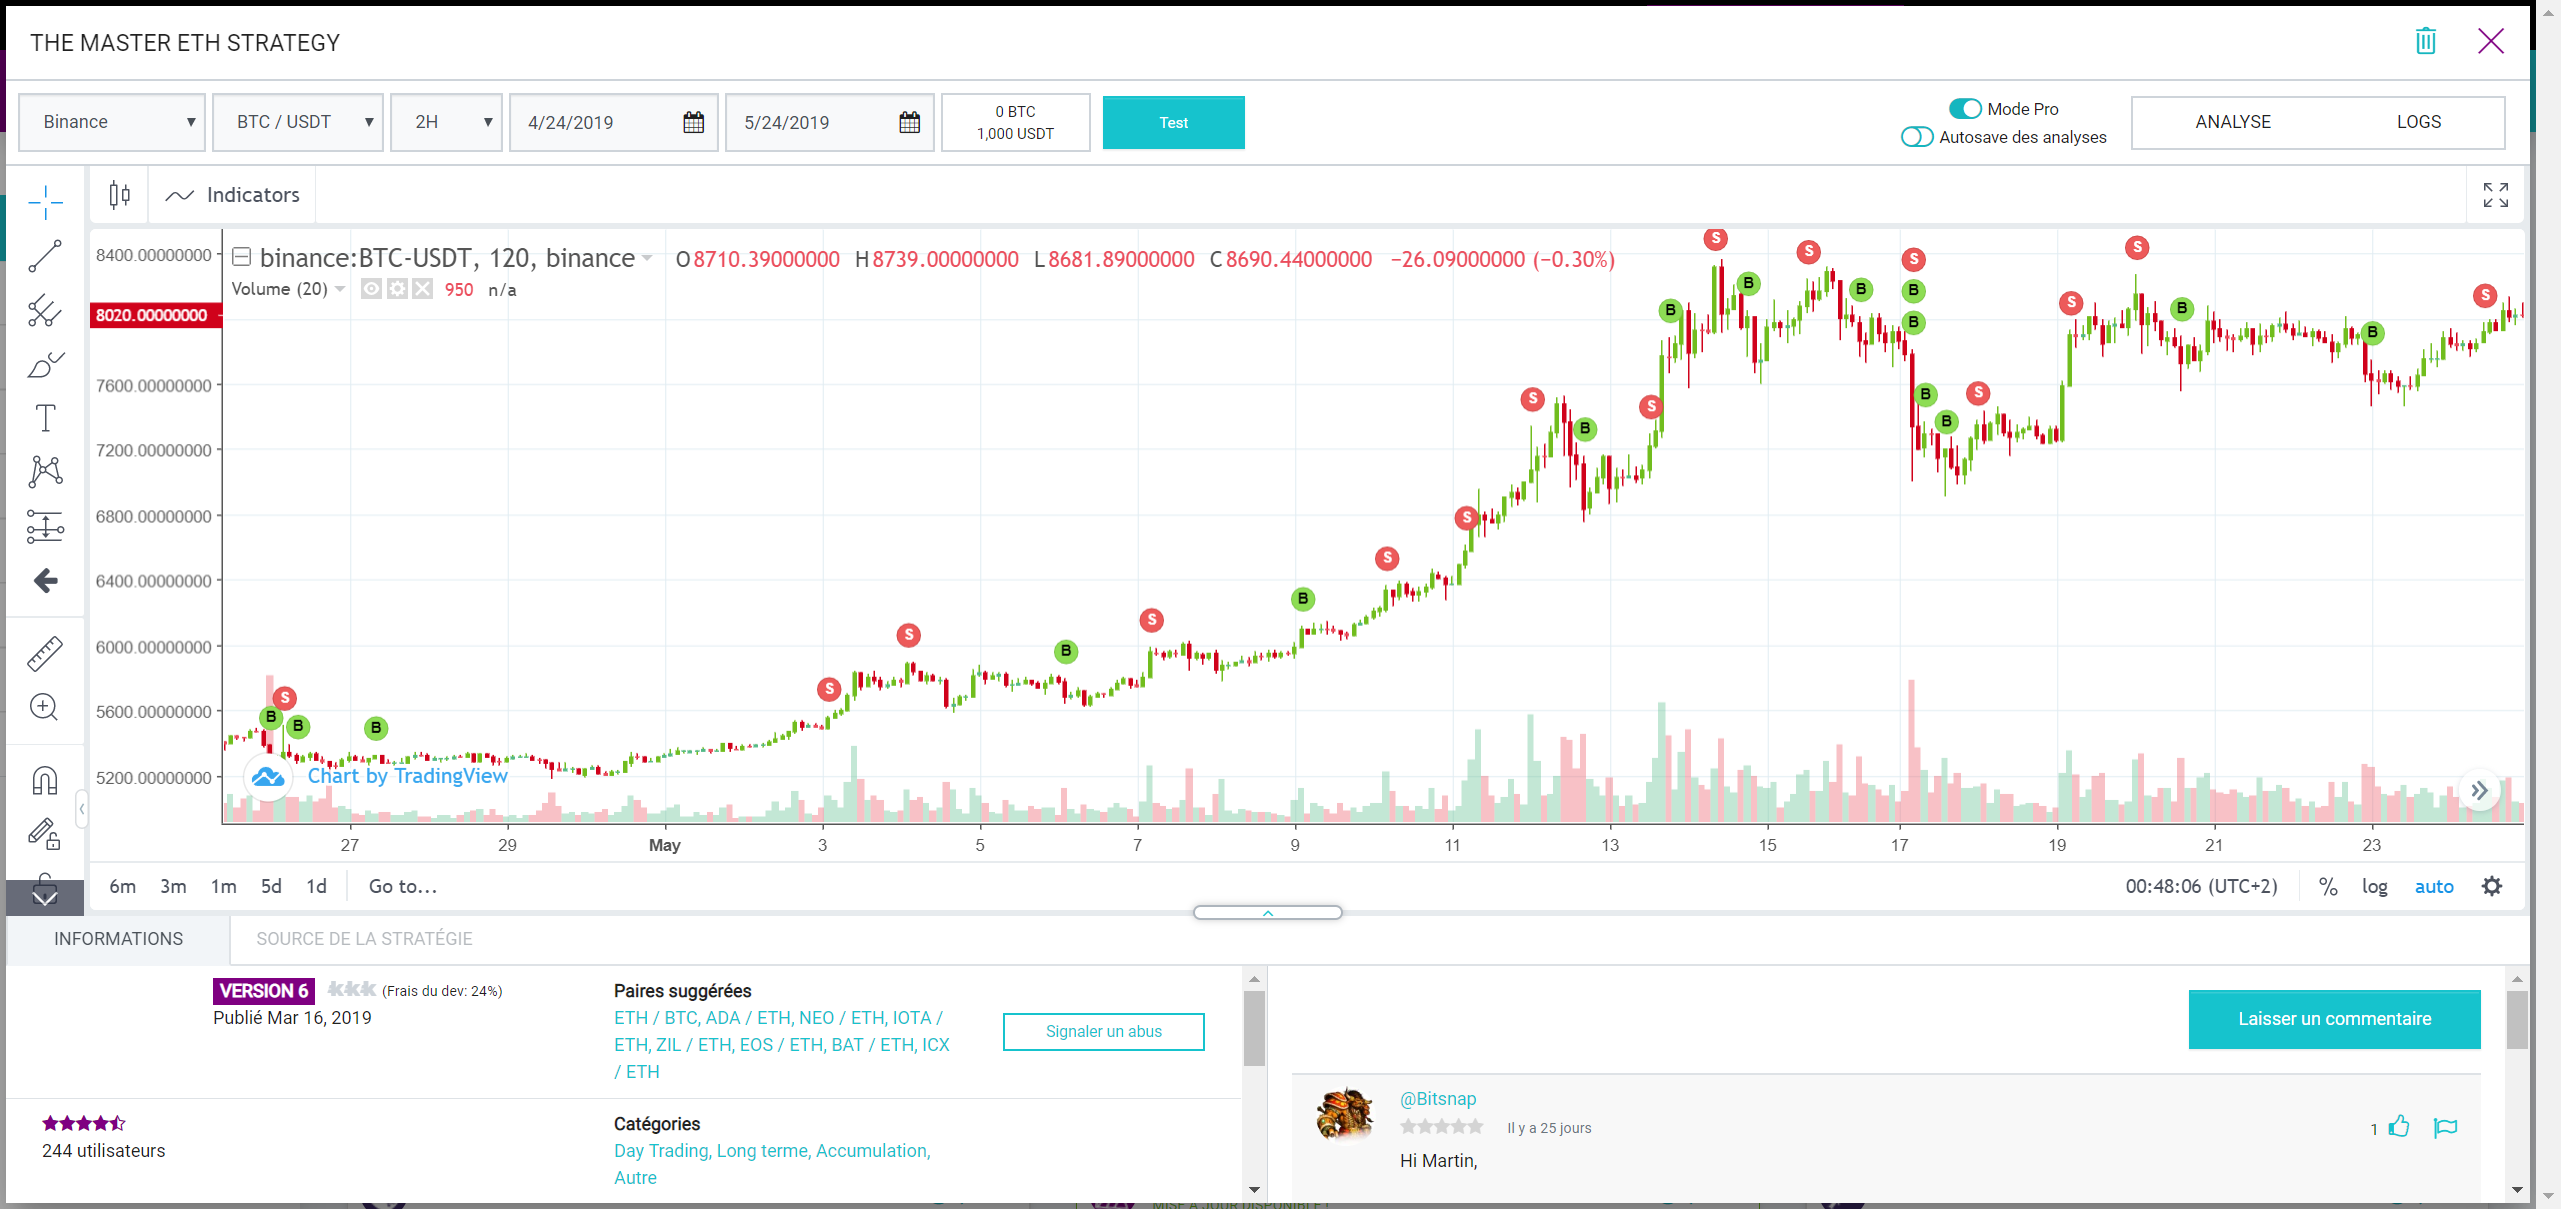 THE MASTER ETH STRATEGY
Binance ▼ BTC / USDT ▼ 2H ▼ 4/24/2019 5/24/2019
0 BTC
1,000 USDT
Test
Mode Pro
Autosave des analyses
ANALYSE LOGS
Indicators
binance:BTC-USDT, 120, binance O8710.39000000 H8739.00000000 L8681.89000000 C8690.44000000 −26.09000000 (−0.30%)
Volume (20) 950 n/a
8400.00000000
8020.00000000
7600.00000000
7200.00000000
6800.00000000
6400.00000000
6000.00000000
5600.00000000
5200.00000000
S S S S S S S
B B B B B B
S S S
B B B
B S S S
S B S
S B S
B B B
Chart by TradingView
27 29 May 3 5 7 9 11 13 15 17 19 21 23
6m 3m 1m 5d 1d Go to...
00:48:06 (UTC+2) % log auto
INFORMATIONS SOURCE DE LA STRATÉGIE
VERSION 6 (Frais du dev: 24%)
Publié Mar 16, 2019
Paires suggérées
ETH / BTC, ADA / ETH, NEO / ETH, IOTA /
ETH, ZIL / ETH, EOS / ETH, BAT / ETH, ICX
/ ETH
Signaler un abus
Laisser un commentaire
244 utilisateurs
Catégories
Day Trading, Long terme, Accumulation,
Autre
@Bitsnap
Il y a 25 jours
1
Hi Martin,
MISE À JOUR DISPONIBLE !